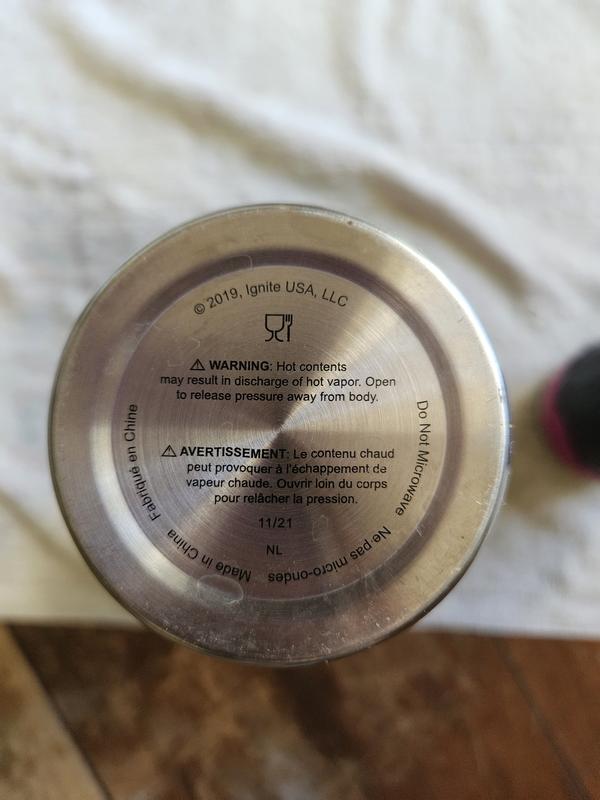 © 2019, Ignite USA, LLC
⚠ WARNING: Hot contents
may result in discharge of hot vapor. Open
to release pressure away from body.
⚠ AVERTISSEMENT: Le contenu chaud
peut provoquer à l'échappement de
vapeur chaude. Ouvrir loin du corps
pour relâcher la pression.
11/21
NL
Do Not Microwave
Ne pas micro-ondes
Made in China
Fabriqué en Chine